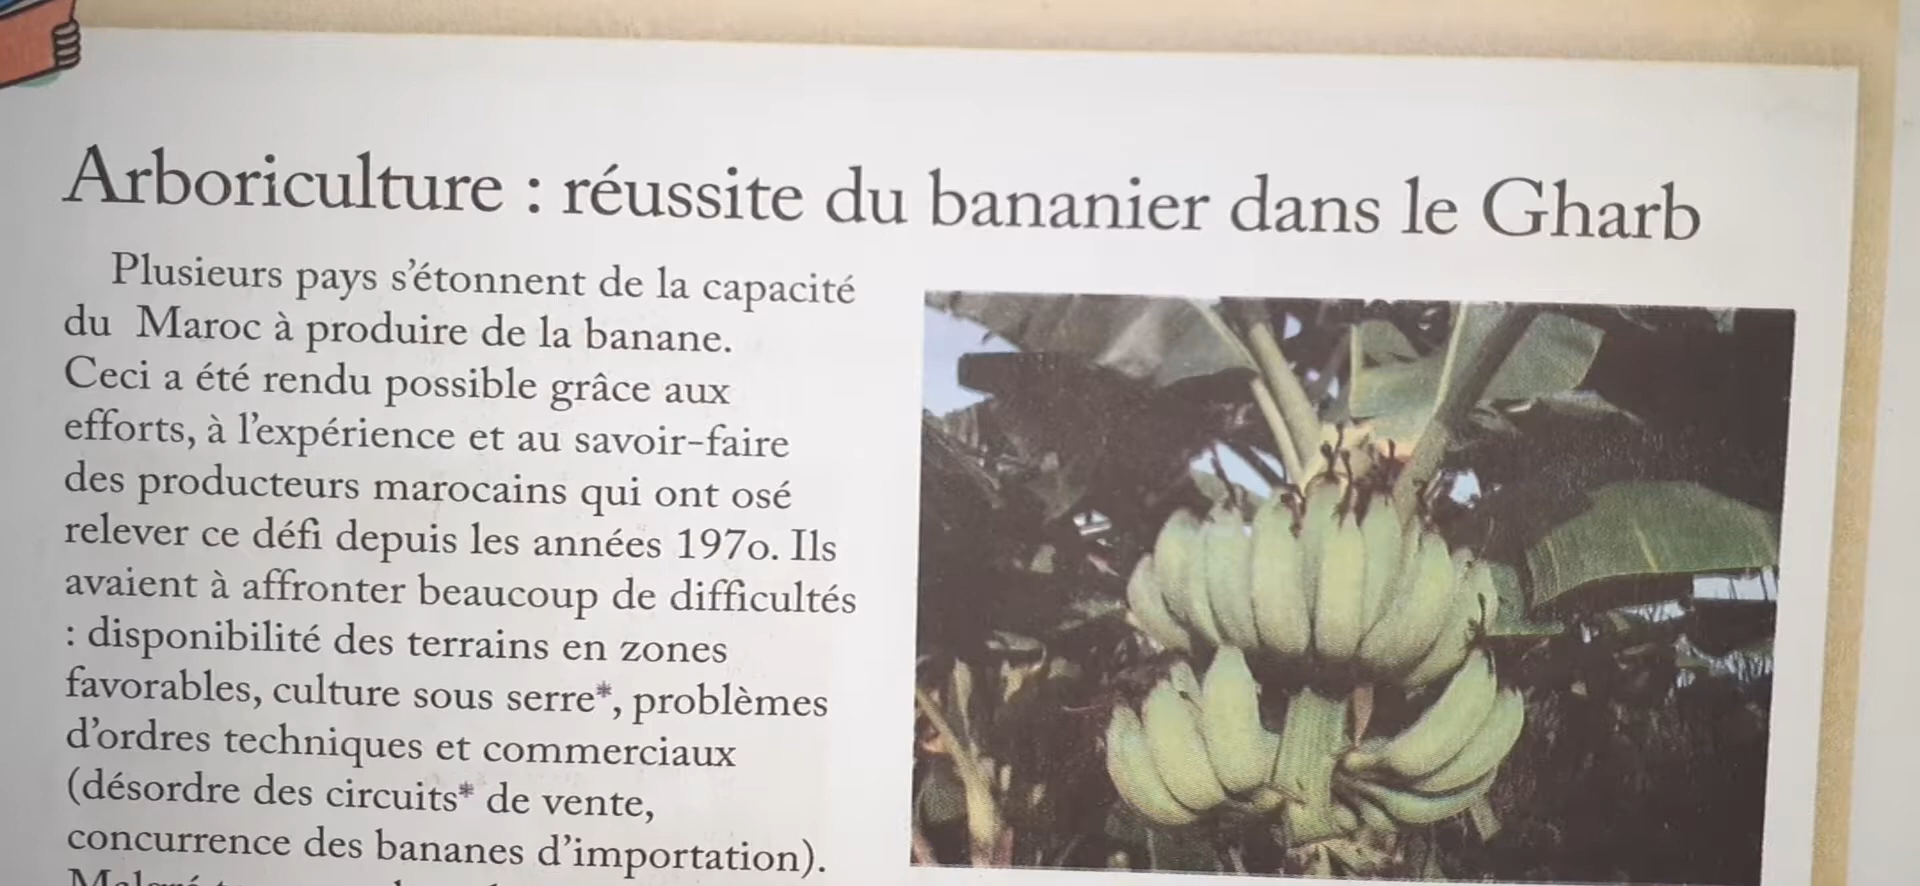 Arboriculture : réussite du bananier dans le Gharb
Plusieurs pays s'étonnent de la capacité
du Maroc à produire de la banane.
Ceci a été rendu possible grâce aux
efforts, à l'expérience et au savoir-faire
des producteurs marocains qui ont osé
relever ce défi depuis les années 1970. Ils
avaient à affronter beaucoup de difficultés
: disponibilité des terrains en zones
favorables, culture sous serre*, problèmes
d'ordres techniques et commerciaux
(désordre des circuits* de vente,
concurrence des bananes d'importation).